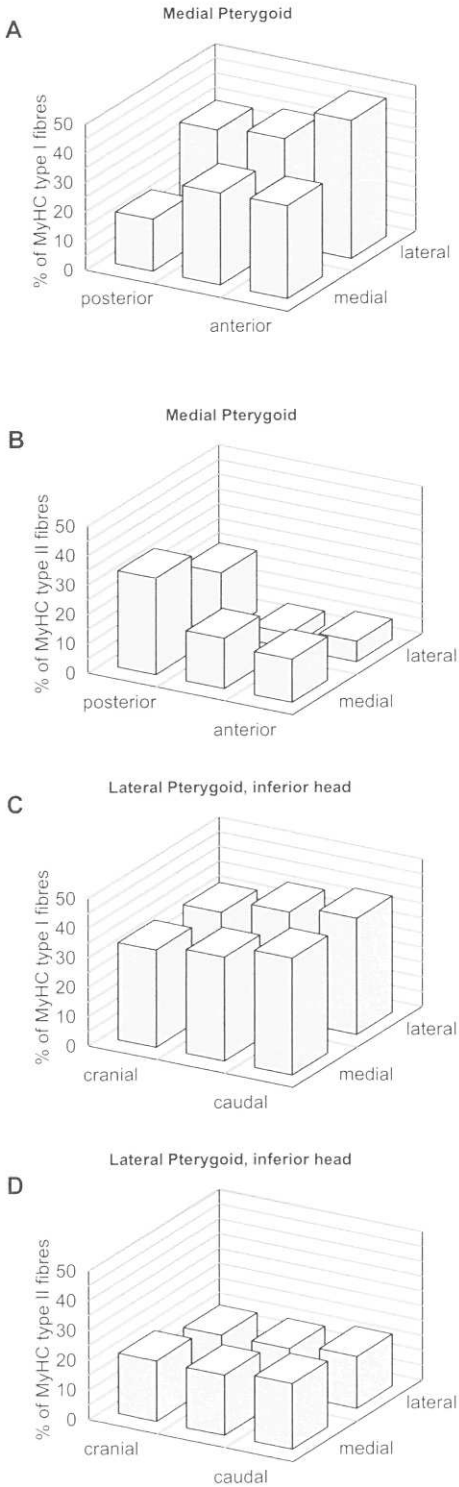 A
Medial Pterygoid
% of MyHC type I fibres
50
40
30
20
10
0
posterior
anterior
medial
lateral
B
Medial Pterygoid
% of MyHC type II fibres
50
40
30
20
10
0
posterior
anterior
medial
lateral
C
Lateral Pterygoid, inferior head
% of MyHC type I fibres
50
40
30
20
10
0
cranial
caudal
medial
lateral
D
Lateral Pterygoid, inferior head
% of MyHC type II fibres
50
40
30
20
10
0
cranial
caudal
medial
lateral